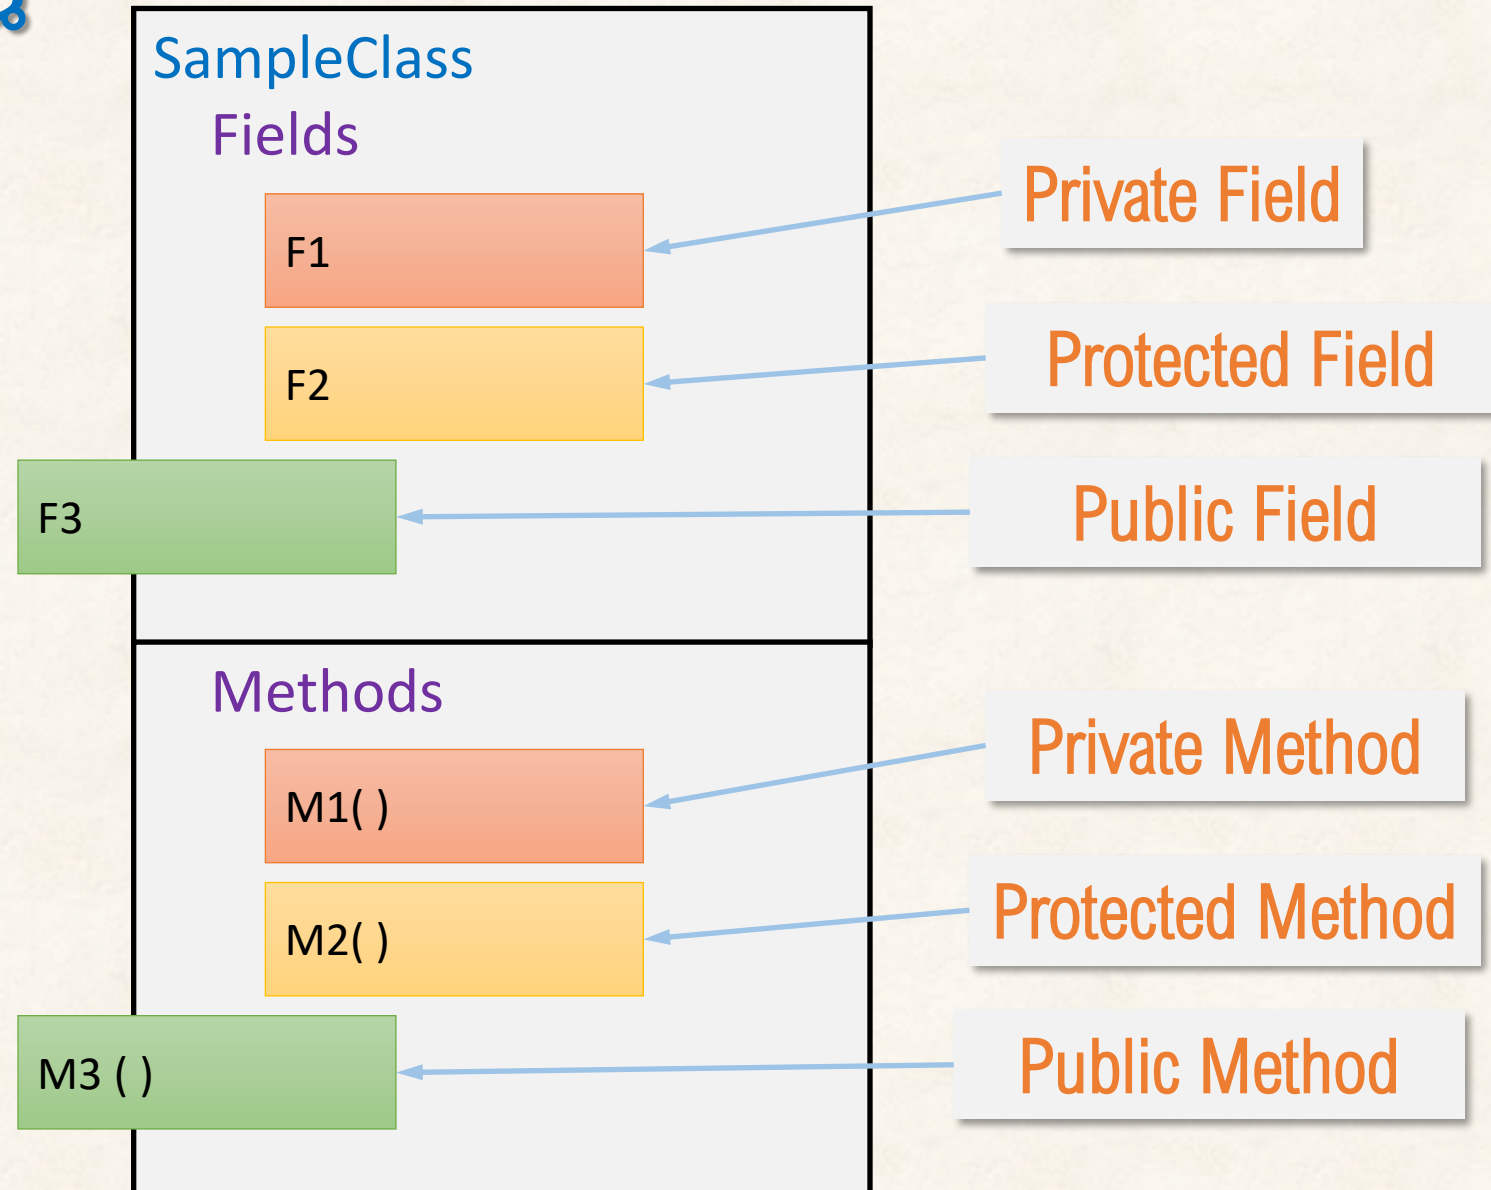 SampleClass
Fields
F1
Private Field
F2
Protected Field
F3
Public Field
Methods
M1( )
Private Method
M2( )
Protected Method
M3 ( )
Public Method